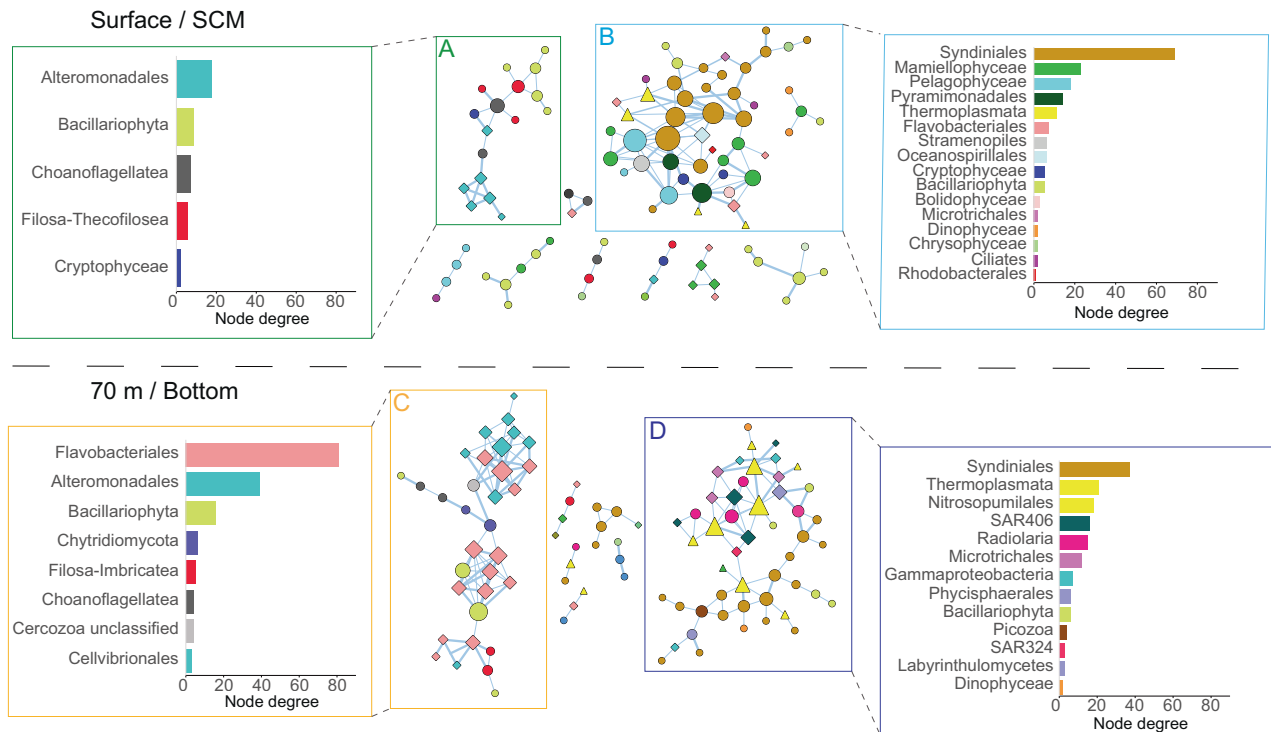 Surface / SCM
Alteromonadales
Bacillariophyta
Choanoflagellatea
Filosa-Thecofilosea
Cryptophyceae
0 20 40 60 80
Node degree
A
B
Syndiniales
Mamiellophyceae
Pelagophyceae
Pyramimonadales
Thermoplasmata
Flavobacteriales
Stramenopiles
Oceanospirillales
Cryptophyceae
Bacillariophyta
Bolidophyceae
Microtrichales
Dinophyceae
Chrysophyceae
Ciliates
Rhodobacterales
0 20 40 60 80
Node degree
70 m / Bottom
Flavobacteriales
Alteromonadales
Bacillariophyta
Chytridiomycota
Filosa-Imbricatea
Choanoflagellatea
Cercozoa unclassified
Cellvibrionales
0 20 40 60 80
Node degree
C
D
Syndiniales
Thermoplasmata
Nitrosopumilales
SAR406
Radiolaria
Microtrichales
Gammaproteobacteria
Phycisphaerales
Bacillariophyta
Picozoa
SAR324
Labyrinthulomycetes
Dinophyceae
0 20 40 60 80
Node degree